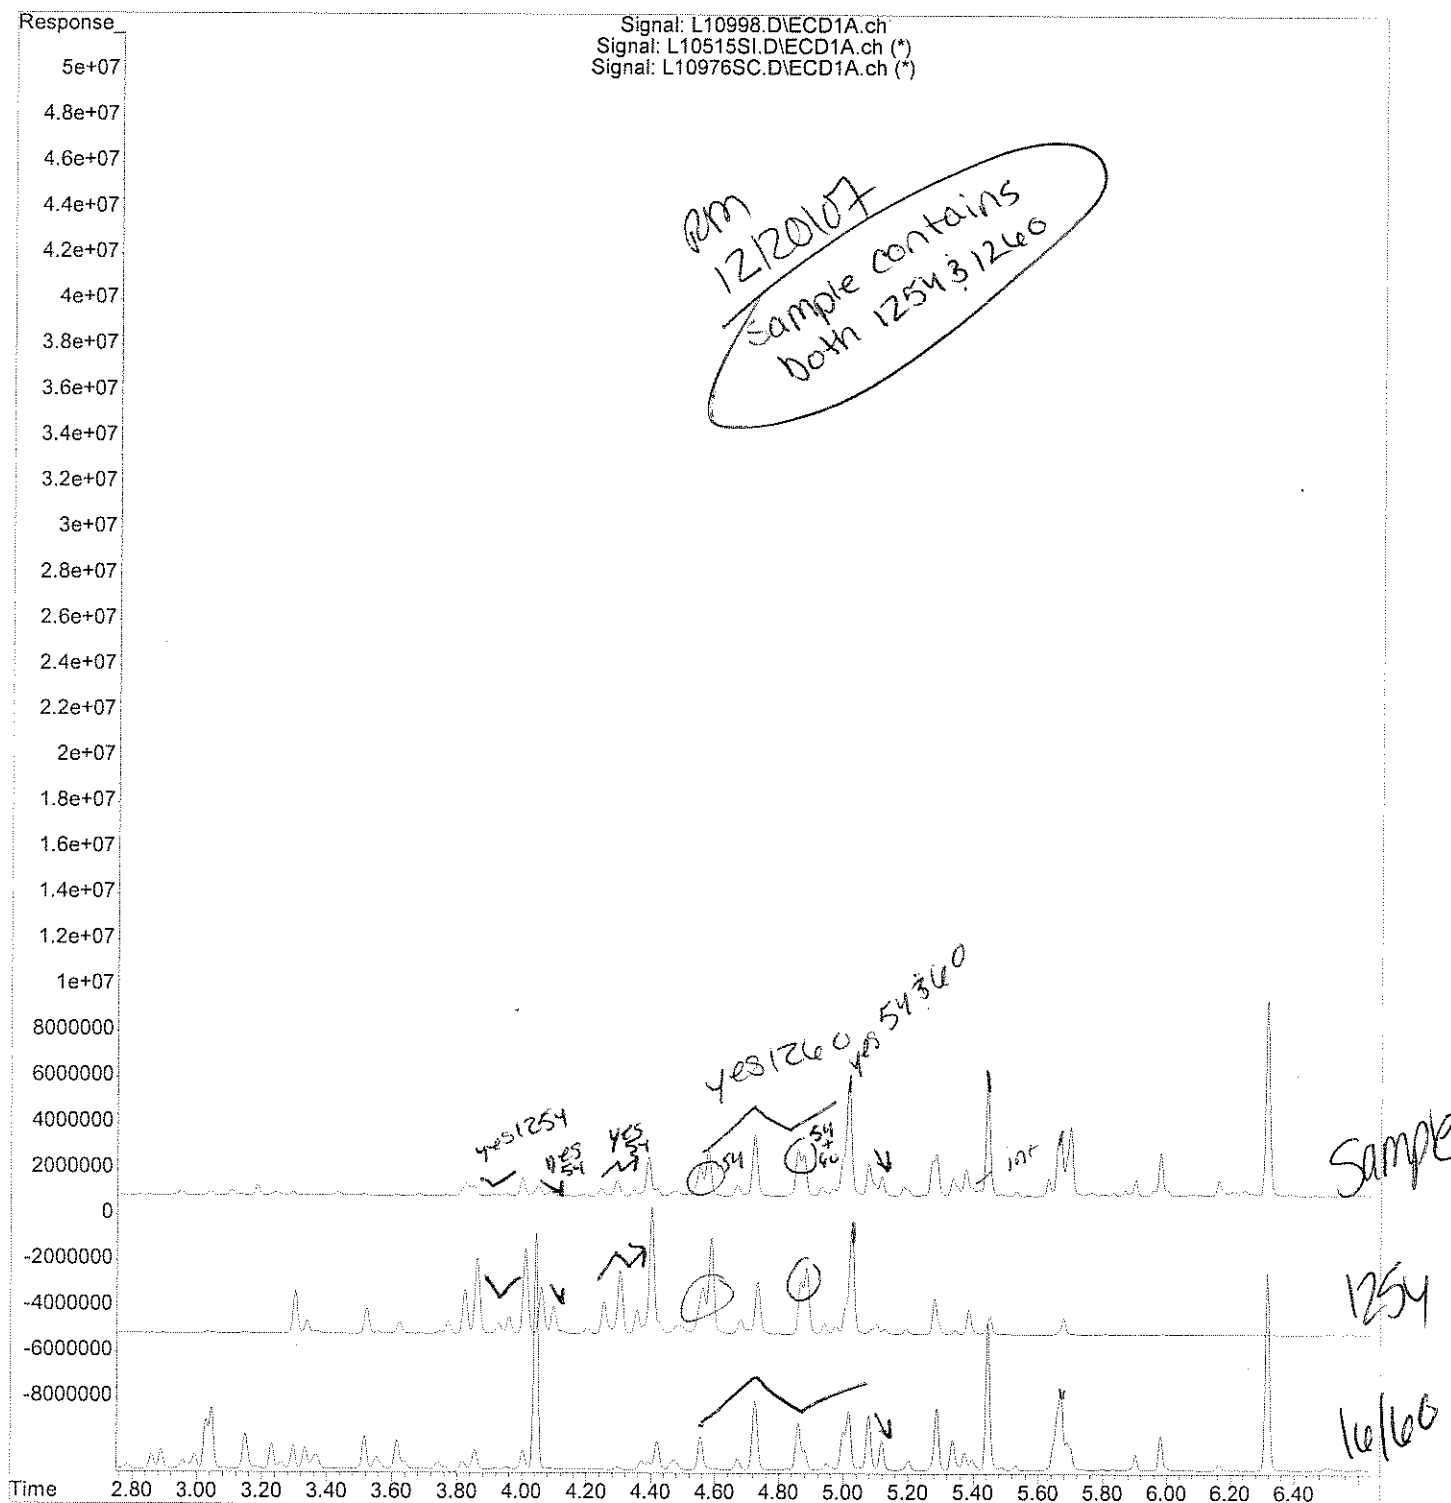 Response_
Signal: L10998.D\ECD1A.ch
Signal: L10515SI.D\ECD1A.ch (*)
Signal: L10976SC.D\ECD1A.ch (*)
5e+07
4.8e+07
4.6e+07
4.4e+07
4.2e+07
4e+07
3.8e+07
3.6e+07
3.4e+07
3.2e+07
3e+07
2.8e+07
2.6e+07
2.4e+07
2.2e+07
2e+07
1.8e+07
1.6e+07
1.4e+07
1.2e+07
1e+07
8000000
6000000
4000000
2000000
0
-2000000
-4000000
-6000000
-8000000
RM
12/20/07
Sample contains
both 1254 & 1260
yes 1254
yes
54
yes
54
yes 1260
yes 54 & 60
54
54
+
60
int
Sample
1254
16/60
Time
2.80 3.00 3.20 3.40 3.60 3.80 4.00 4.20 4.40 4.60 4.80 5.00 5.20 5.40 5.60 5.80 6.00 6.20 6.40